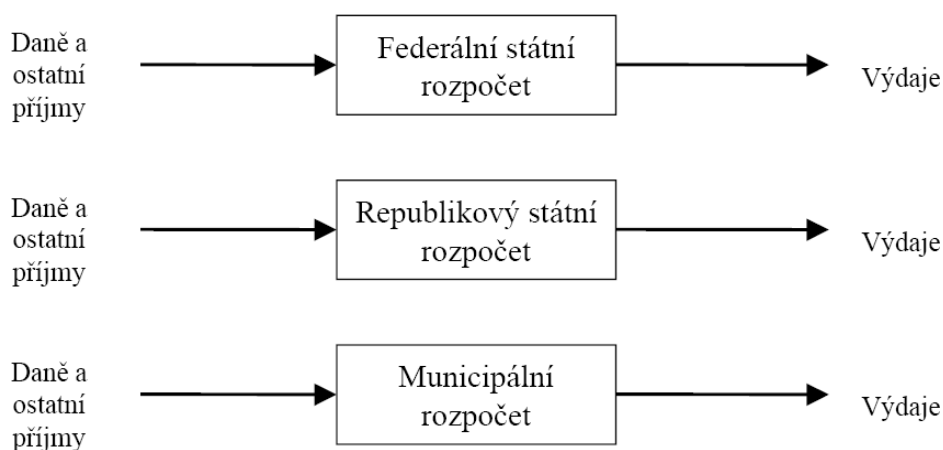 Daně a
ostatní
příjmy
Federální státní
rozpočet
Výdaje
Daně a
ostatní
příjmy
Republikový státní
rozpočet
Výdaje
Daně a
ostatní
příjmy
Municipální
rozpočet
Výdaje